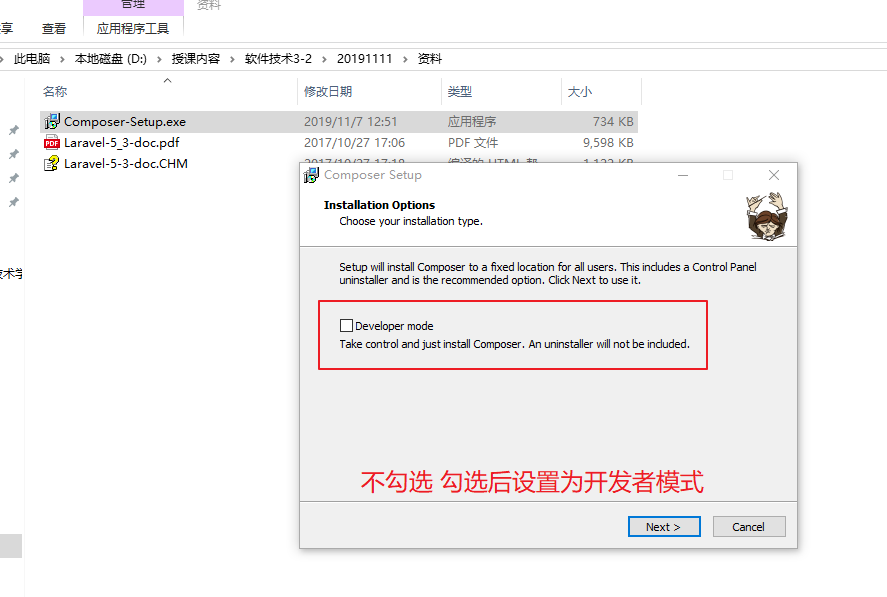 管理
资料
享
查看
应用程序工具
此电脑 > 本地磁盘 (D:) > 授课内容 > 软件技术3-2 > 20191111 > 资料
名称 修改日期 类型 大小
Composer-Setup.exe 2019/11/7 12:51 应用程序 734 KB
Laravel-5_3-doc.pdf 2017/10/27 17:06 PDF 文件 9,598 KB
Laravel-5-3-doc.CHM
Composer Setup
Installation Options
Choose your installation type.
Setup will install Composer to a fixed location for all users. This includes a Control Panel
uninstaller and is the recommended option. Click Next to use it.
Developer mode
Take control and just install Composer. An uninstaller will not be included.
技术学
不勾选 勾选后设置为开发者模式
Next > Cancel